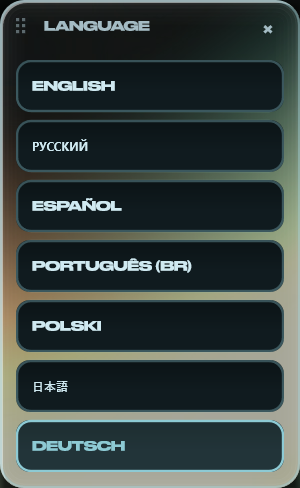 LANGUAGE
ENGLISH
РУССКИЙ
ESPAÑOL
PORTUGUÊS (BR)
POLSKI
日本語
DEUTSCH